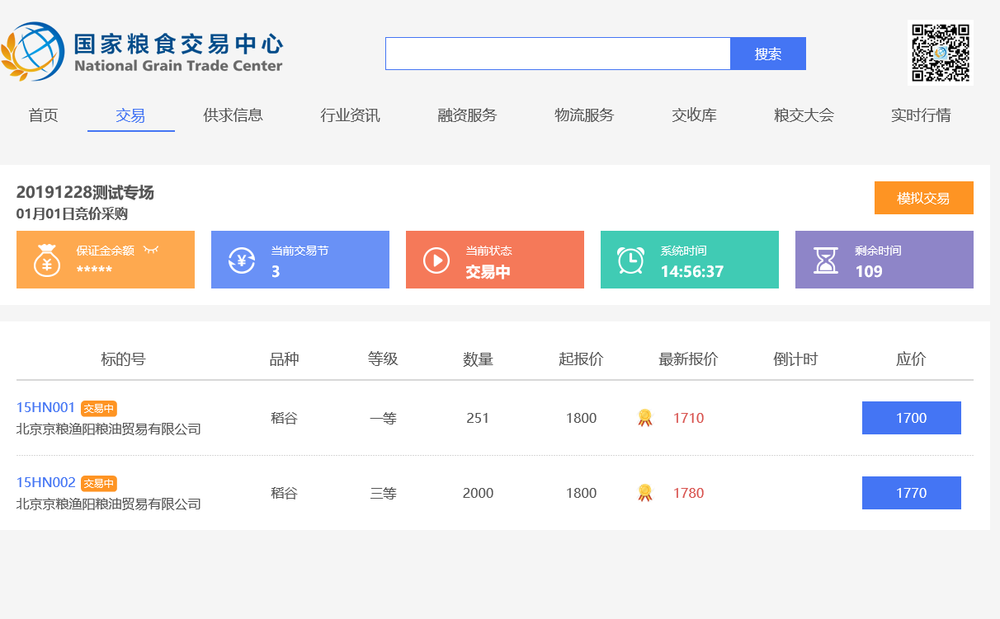 国家粮食交易中心
National Grain Trade Center
搜索
首页 交易 供求信息 行业资讯 融资服务 物流服务 交收库 粮交大会 实时行情
20191228测试专场
01月01日竞价采购
模拟交易
保证金余额
*****
当前交易节
3
当前状态
交易中
系统时间
14:56:37
剩余时间
109
标的号 品种 等级 数量 起报价 最新报价 倒计时 应价
15HN001 交易中
北京京粮渔阳粮油贸易有限公司
稻谷 一等 251 1800 1710 1700
15HN002 交易中
北京京粮渔阳粮油贸易有限公司
稻谷 三等 2000 1800 1780 1770